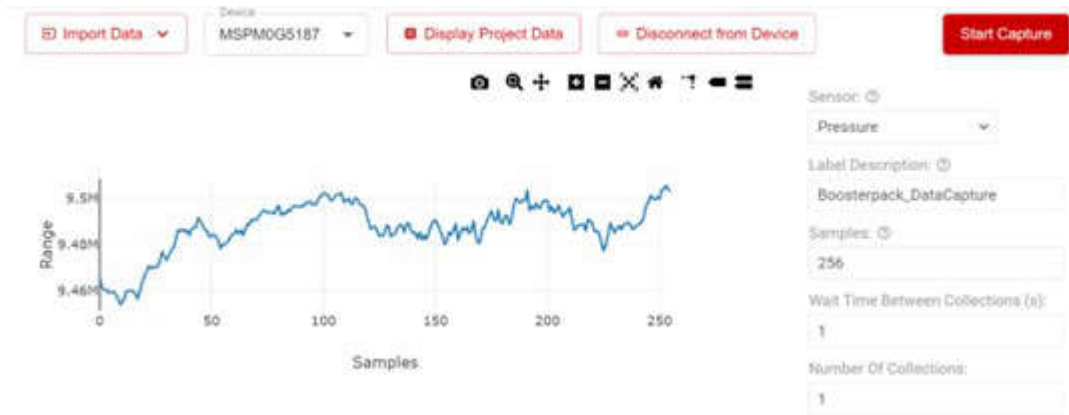 Device
Import Data
MSPM0G5187
Display Project Data
Disconnect from Device
Start Capture
Sensor:
Pressure
Label Description:
Boosterpack_DataCapture
Samples:
256
Wait Time Between Collections (s):
1
Number Of Collections:
1
Range
9.5M
9.48M
9.46M
0
50
100
150
200
250
Samples